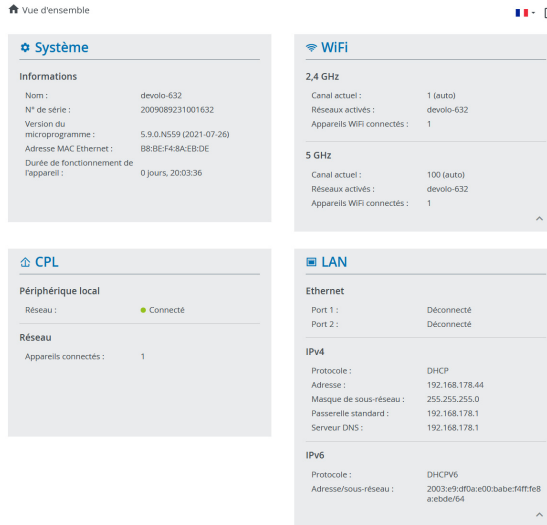 Vue d'ensemble
Système
Informations
Nom : devolo-632
N° de série : 2009089231001632
Version du
microprogramme : 5.9.0.N559 (2021-07-26)
Adresse MAC Ethernet : B8:BE:F4:8A:EB:DE
Durée de fonctionnement de
l'appareil : 0 jours, 20:03:36
WiFi
2,4 GHz
Canal actuel : 1 (auto)
Réseaux activés : devolo-632
Appareils WiFi connectés : 1
5 GHz
Canal actuel : 100 (auto)
Réseaux activés : devolo-632
Appareils WiFi connectés : 1
CPL
Périphérique local
Réseau : Connecté
Réseau
Appareils connectés : 1
LAN
Ethernet
Port 1 : Déconnecté
Port 2 : Déconnecté
IPv4
Protocole : DHCP
Adresse : 192.168.178.44
Masque de sous-réseau : 255.255.255.0
Passerelle standard : 192.168.178.1
Serveur DNS : 192.168.178.1
IPv6
Protocole : DHCPV6
Adresse/sous-réseau : 2003:e9:df0a:e00:babe:f4ff:fe8
a:ebde/64